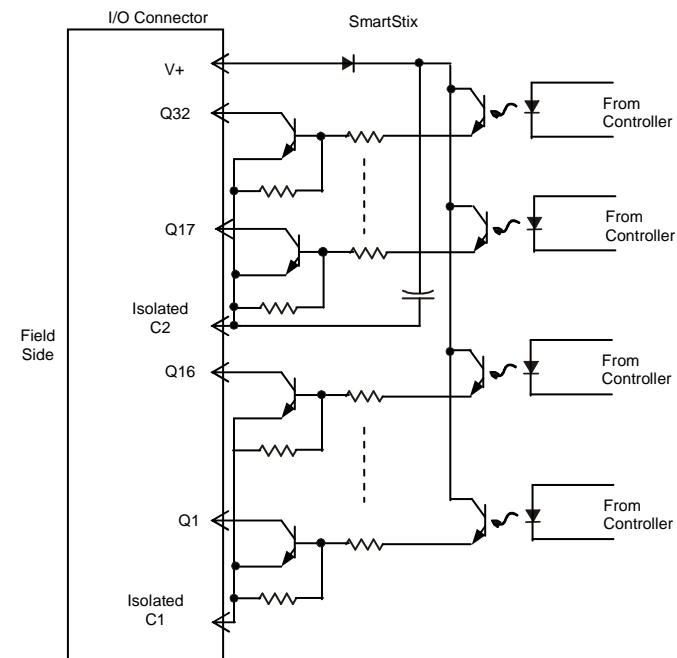 I/O Connector
SmartStix
V+
Q32
From
Controller
Q17
From
Controller
Isolated
C2
Field
Side
Q16
From
Controller
Q1
From
Controller
Isolated
C1